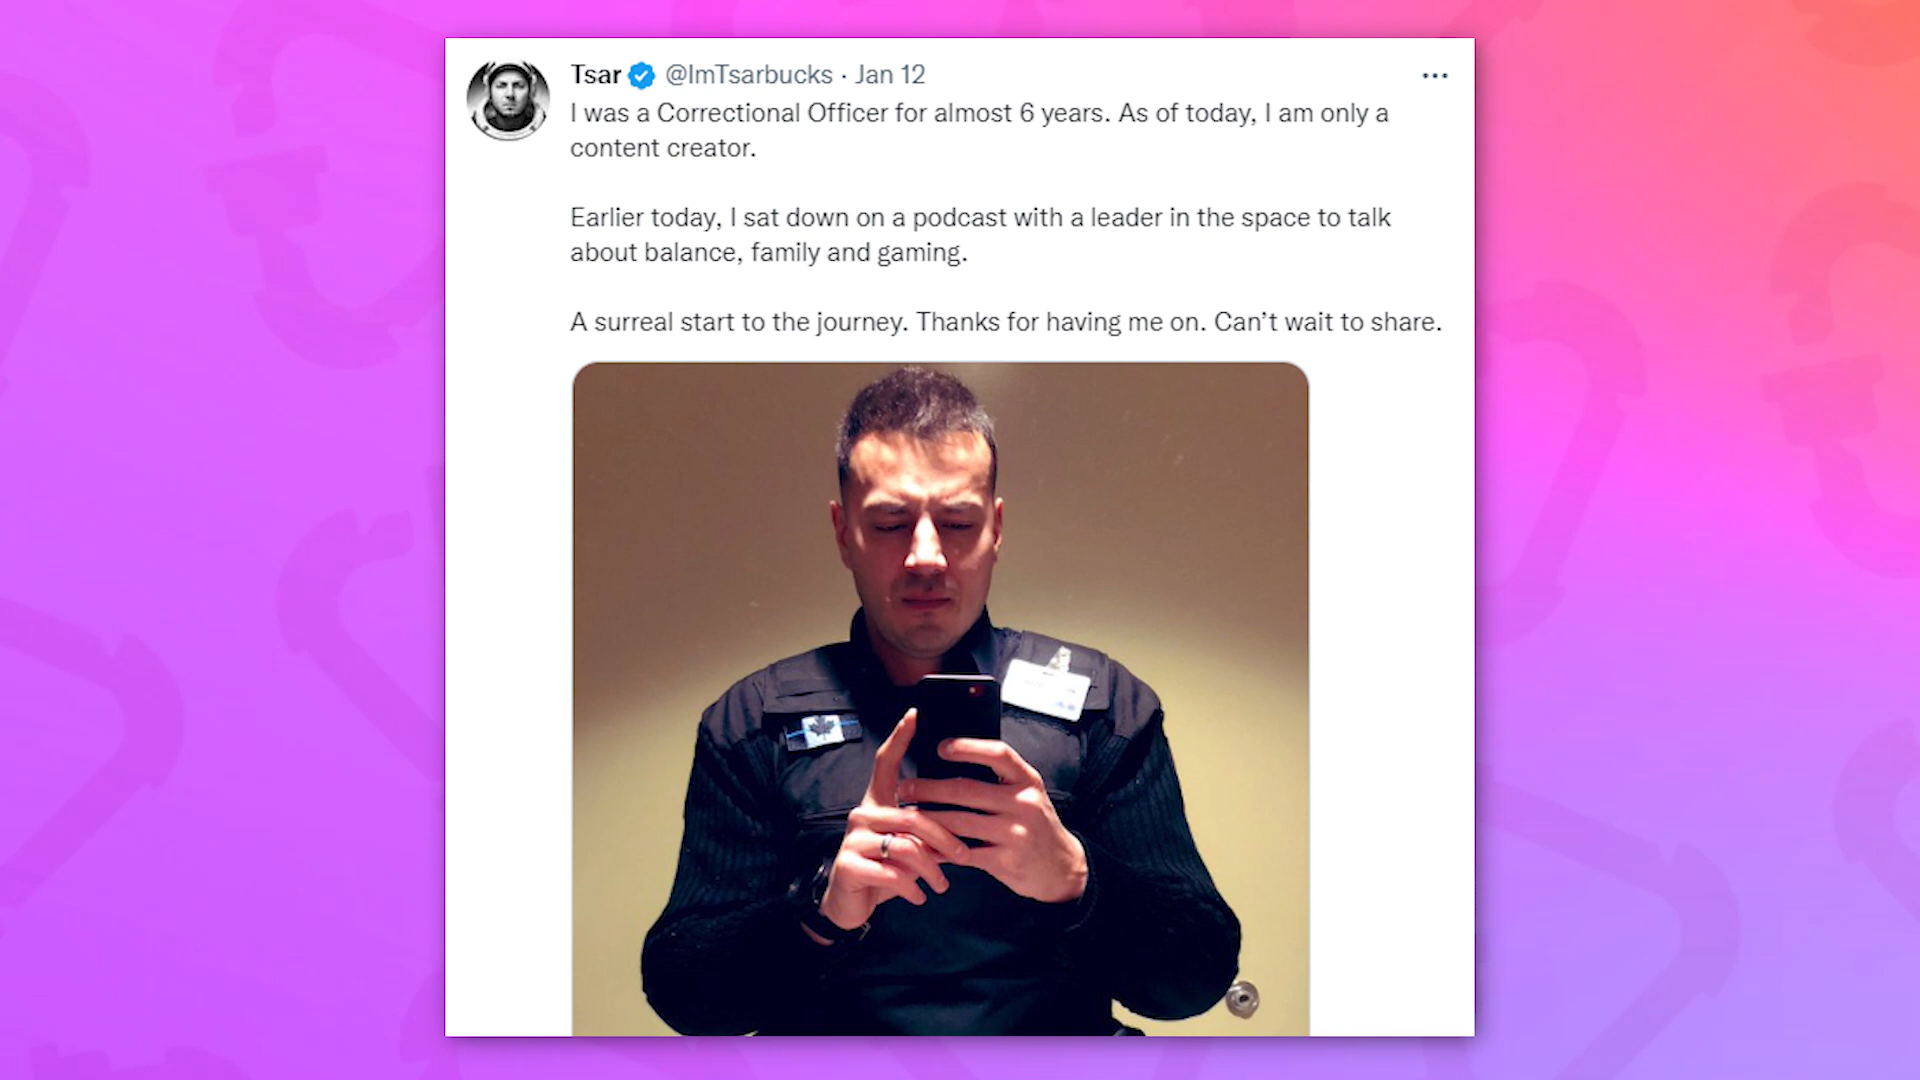 Tsar @ImTsarbucks · Jan 12
I was a Correctional Officer for almost 6 years. As of today, I am only a
content creator.
Earlier today, I sat down on a podcast with a leader in the space to talk
about balance, family and gaming.
A surreal start to the journey. Thanks for having me on. Can’t wait to share.